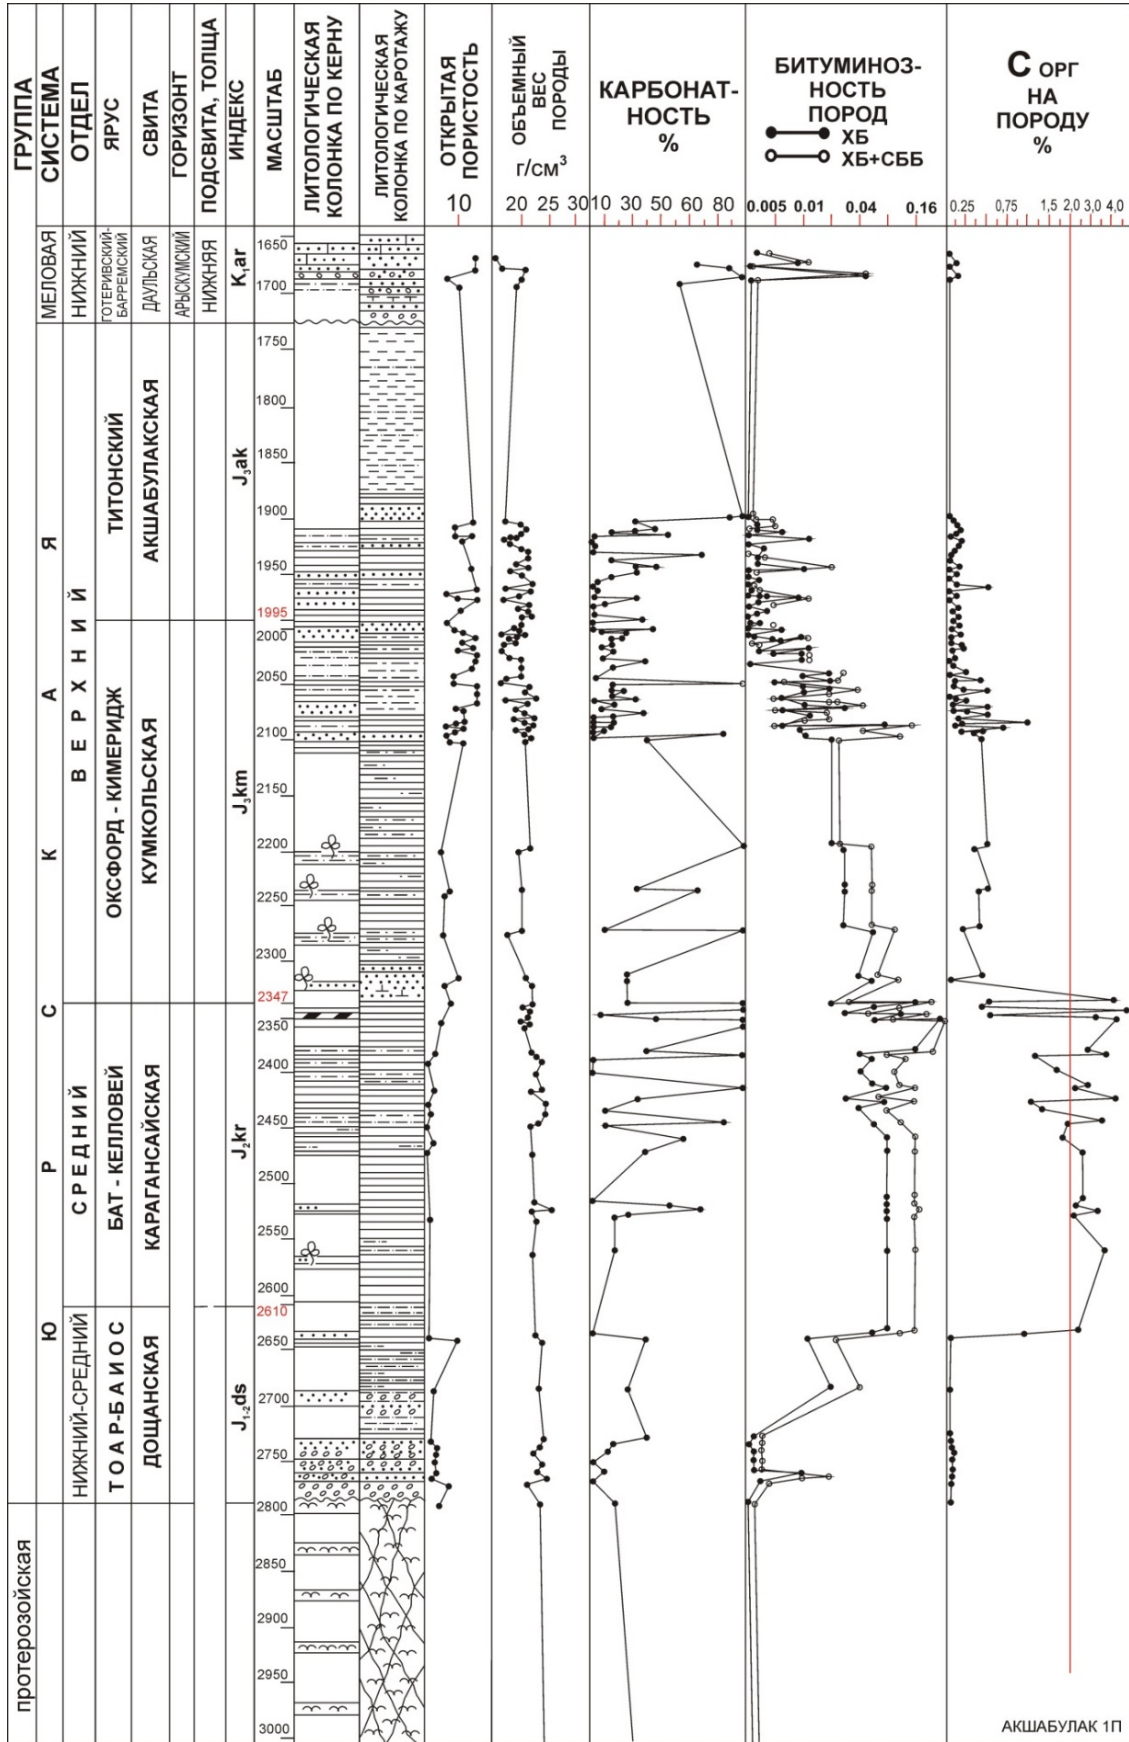 ГРУППА
СИСТЕМА
ОТДЕЛ
ЯРУС
СВИТА
ГОРИЗОНТ
ПОДСВИТА, ТОЛЩА
ИНДЕКС
МАСШТАБ
ЛИТОЛОГИЧЕСКАЯ
КОЛОНКА ПО КЕРНУ
ЛИТОЛОГИЧЕСКАЯ
КОЛОНКА ПО КАРОТАЖУ
ОТКРЫТАЯ
ПОРИСТОСТЬ
10
ОБЪЕМНЫЙ
ВЕС
ПОРОДЫ
г/см³
20 25 30
КАРБОНАТ-
НОСТЬ
%
10 30 50 60 80
БИТУМИНОЗ-
НОСТЬ
ПОРОД
ХБ
ХБ+СББ
0.005 0.01 0.04 0.16
С ОРГ
НА
ПОРОДУ
%
0.25 0,75 1,5 2,0 3,0 4,0
МЕЛОВАЯ
НИЖНИЙ
ГОТЕРИВСКИЙ-
БАРРЕМСКИЙ
ДАУЛЬСКАЯ
АРЫСКУМСКИЙ
НИЖНЯЯ
K₁ar
1650
1700
1750
1800
1850
1900
1950
1995
2000
2050
2100
2150
2200
2250
2300
2347
2350
2400
2450
2500
2550
2600
2610
2650
2700
2750
2800
2850
2900
2950
3000
Ю Р С К А Я
ВЕРХНИЙ
ТИТОНСКИЙ
АКШАБУЛАКСКАЯ
J₃ak
ОКСФОРД - КИМЕРИДЖ
КУМКОЛЬСКАЯ
J₃km
СРЕДНИЙ
БАТ - КЕЛЛОВЕЙ
КАРАГАНСАЙСКАЯ
J₂kr
НИЖНИЙ-СРЕДНИЙ
ТОАР-БАИОС
ДОЩАНСКАЯ
J₁₋₂ds
протерозойская
АКШАБУЛАК 1П